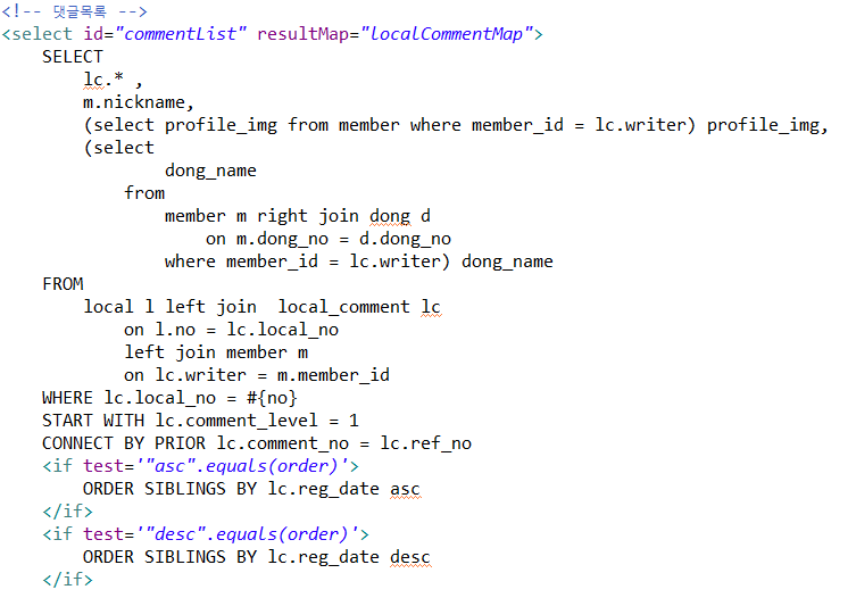 <!-- 댓글목록 -->
<select id="commentList" resultMap="localCommentMap">
    SELECT
        lc.* ,
        m.nickname,
        (select profile_img from member where member_id = lc.writer) profile_img,
        (select
                dong_name
            from
                member m right join dong d
                    on m.dong_no = d.dong_no
                where member_id = lc.writer) dong_name
    FROM
        local l left join  local_comment lc
            on l.no = lc.local_no
            left join member m
            on lc.writer = m.member_id
    WHERE lc.local_no = #{no}
    START WITH lc.comment_level = 1
    CONNECT BY PRIOR lc.comment_no = lc.ref_no
    <if test='"asc".equals(order)'>
        ORDER SIBLINGS BY lc.reg_date asc
    </if>
    <if test='"desc".equals(order)'>
        ORDER SIBLINGS BY lc.reg_date desc
    </if>